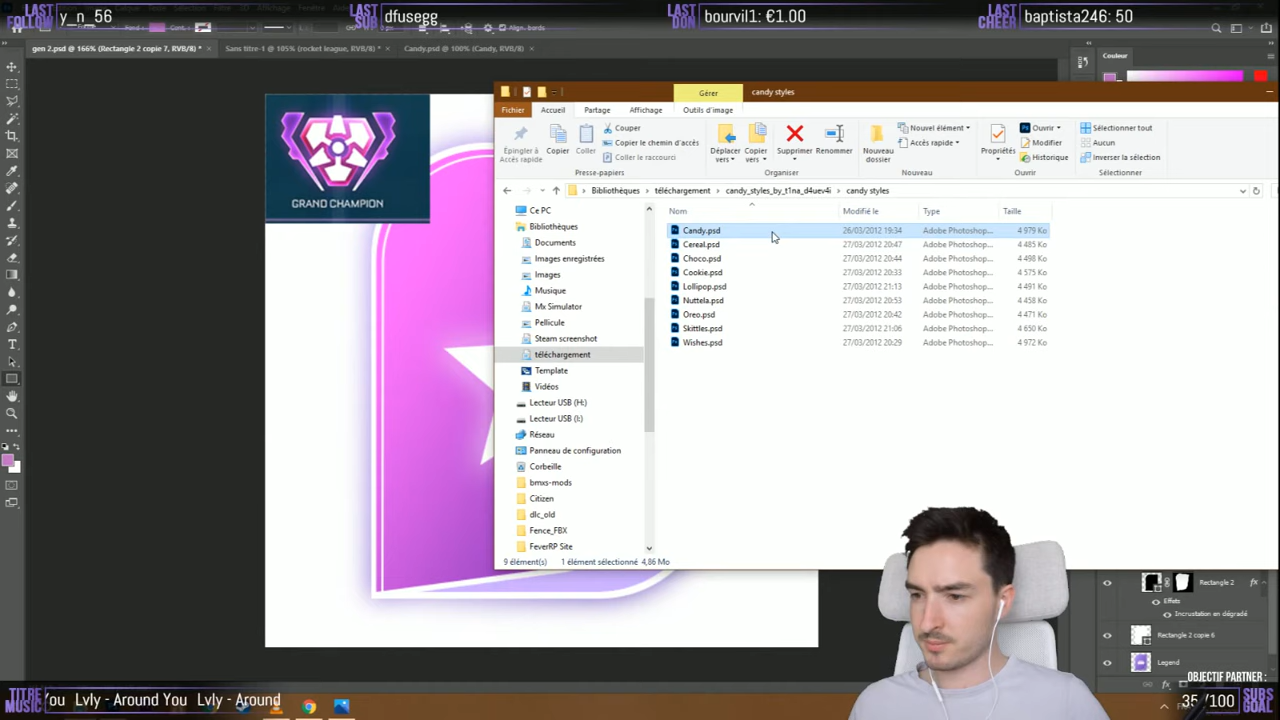 LAST FOLLOW y_n_56
LAST SUB dfusegg
LAST DON bourvil1: €1.00
LAST CHEER baptista246: 50
Align. bords
gen 2.psd @ 166% (Rectangle 2 copie 7, RVB/8) *
Sans titre-1 @ 105% (rocket league, RVB/8) *
Candy.psd @ 100% (Candy, RVB/8)
Couleur
Gérer
candy styles
Fichier
Accueil
Partage
Affichage
Outils d'image
Épingler à
Accès rapide
Copier
Coller
Couper
Copier le chemin d'accès
Coller le raccourci
Presse-papiers
Déplacer
vers
Copier
vers
Supprimer
Renommer
Organiser
Nouveau
dossier
Nouvel élément
Accès rapide
Nouveau
Propriétés
Ouvrir
Modifier
Historique
Ouvrir
Sélectionner tout
Aucun
Inverser la sélection
Sélectionner
Bibliothèques > téléchargement > candy_styles_by_t1na_d4uev4i > candy styles
Nom Modifié le Type Taille
Candy.psd 26/03/2012 19:34 Adobe Photoshop... 4 979 Ko
Cereal.psd 27/03/2012 20:47 Adobe Photoshop... 4 485 Ko
Choco.psd 27/03/2012 20:44 Adobe Photoshop... 4 498 Ko
Cookie.psd 27/03/2012 20:33 Adobe Photoshop... 4 575 Ko
Lollipop.psd 27/03/2012 21:13 Adobe Photoshop... 4 491 Ko
Nuttela.psd 27/03/2012 20:53 Adobe Photoshop... 4 458 Ko
Oreo.psd 27/03/2012 20:42 Adobe Photoshop... 4 471 Ko
Skittles.psd 27/03/2012 21:06 Adobe Photoshop... 4 650 Ko
Wishes.psd 27/03/2012 20:29 Adobe Photoshop... 4 972 Ko
Ce PC
Bibliothèques
Documents
Images enregistrées
Images
Musique
Mx Simulator
Pellicule
Steam screenshot
téléchargement
Template
Vidéos
Lecteur USB (H:)
Lecteur USB (I:)
Réseau
Panneau de configuration
Corbeille
bmxs-mods
Citizen
dlc_old
Fence_FBX
FeverRP Site
9 élément(s) 1 élément sélectionné 4,86 Mo
GRAND CHAMPION
Rectangle 2 fx
Effets
Incrustation en dégradé
Rectangle 2 copie 6
Legend
OBJECTIF PARTNER :
35/100
SUBS GOAL
TITRE MUSIC
You Lvly - Around You Lvly - Around